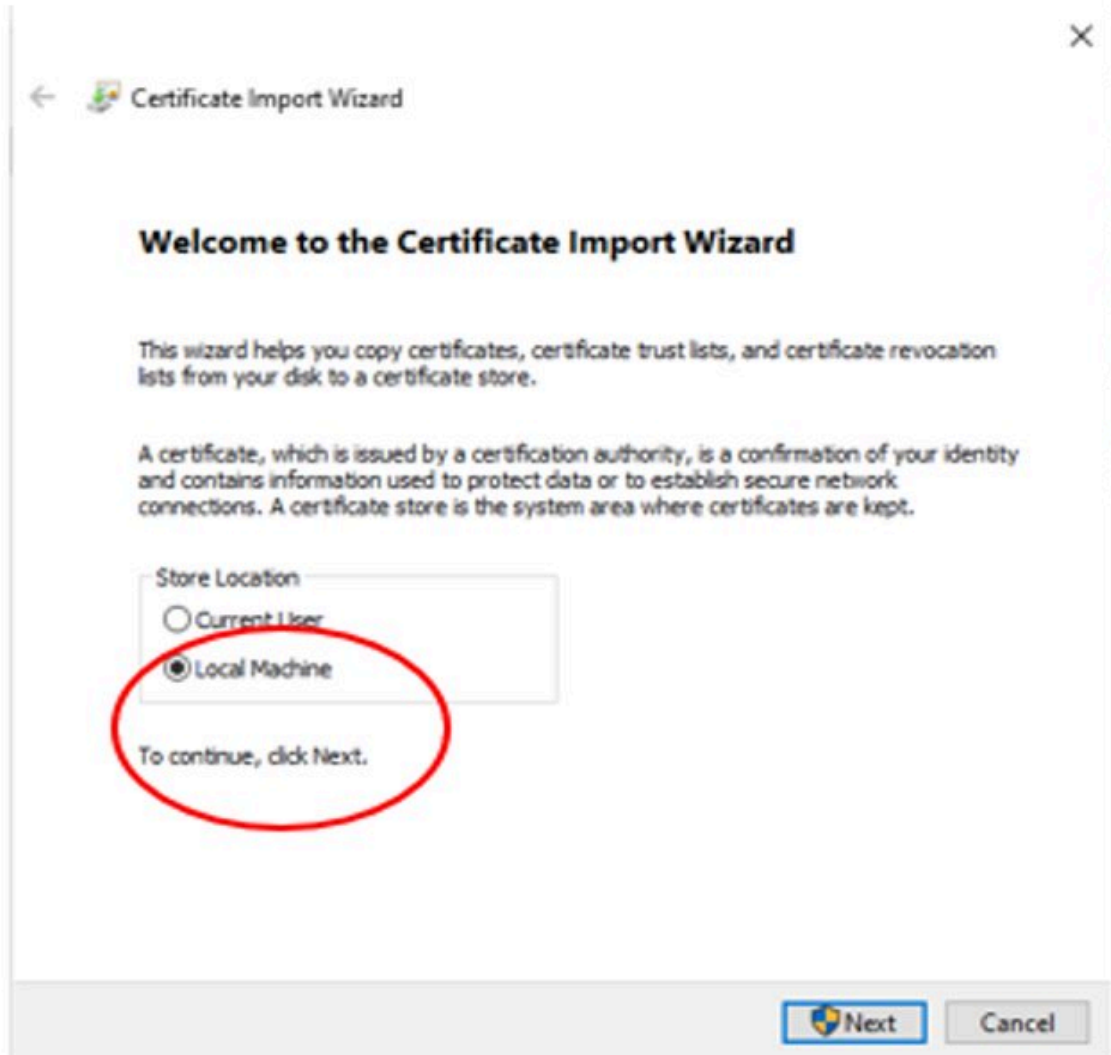 Certificate Import Wizard
Welcome to the Certificate Import Wizard
This wizard helps you copy certificates, certificate trust lists, and certificate revocation
lists from your disk to a certificate store.
A certificate, which is issued by a certification authority, is a confirmation of your identity
and contains information used to protect data or to establish secure network
connections. A certificate store is the system area where certificates are kept.
Store Location
Current User
Local Machine
To continue, click Next.
Next Cancel